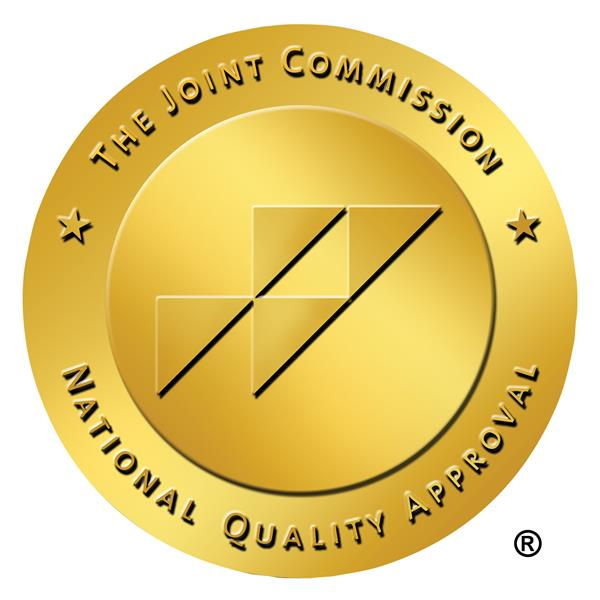 THE JOINT COMMISSION
NATIONAL QUALITY APPROVAL
®